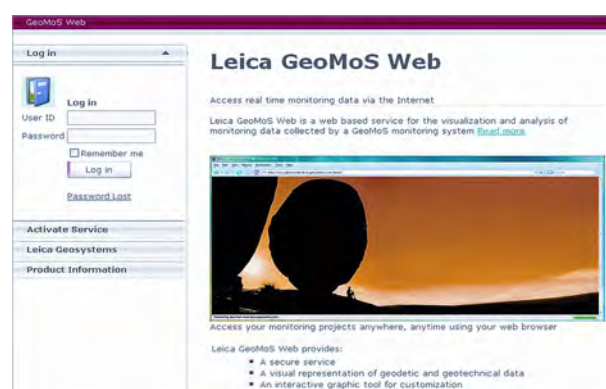 GeoMoS Web
Log in
Log in
User ID
Password
Remember me
Log in
Password Lost
Activate Service
Leica Geosystems
Product Information
Leica GeoMoS Web
Access real time monitoring data via the Internet
Leica GeoMoS Web is a web based service for the visualization and analysis of
monitoring data collected by a GeoMoS monitoring system Read more
Access your monitoring projects anywhere, anytime using your web browser
Leica GeoMoS Web provides:
A secure service
A visual representation of geodetic and geotechnical data
An interactive graphic tool for customization